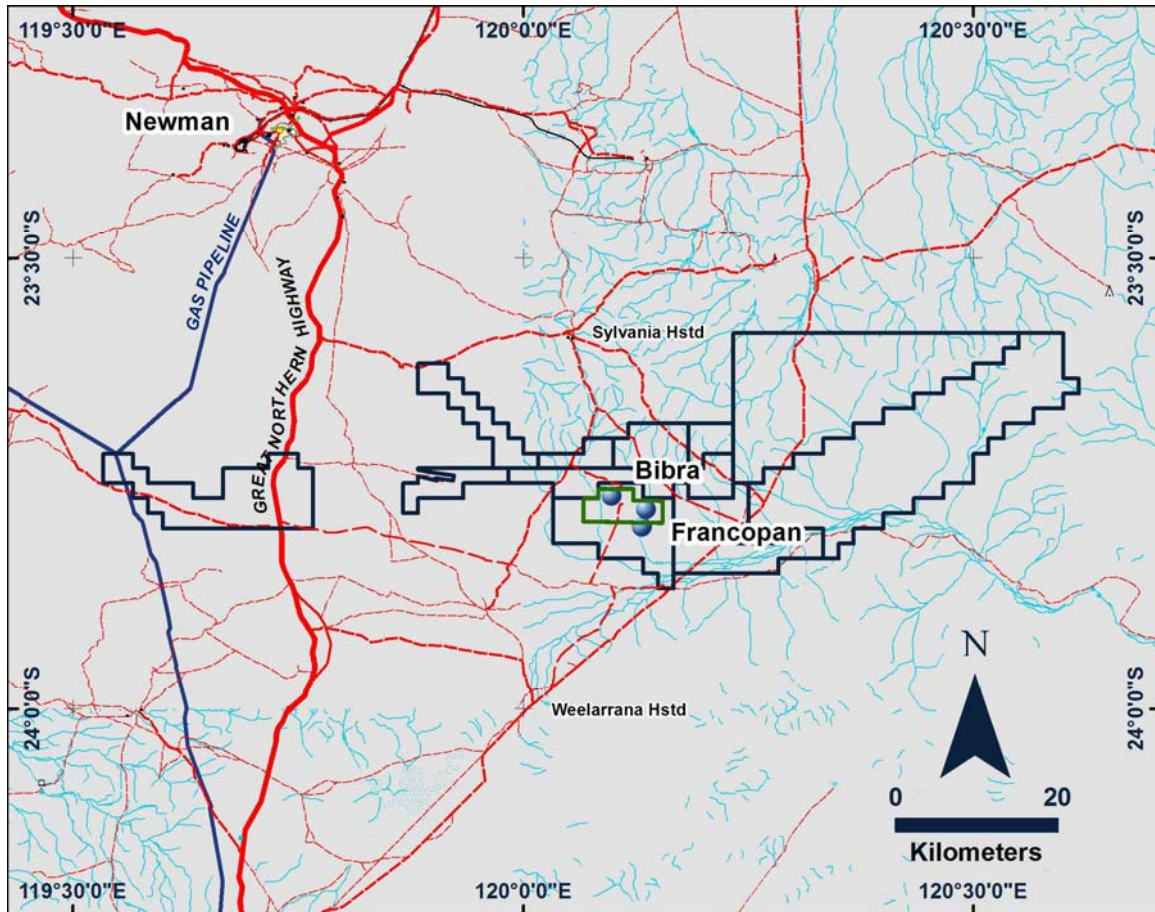 119°30'0"E
120°0'0"E
120°30'0"E
Newman
GAS PIPELINE
GREAT NORTHERN HIGHWAY
23°30'0"S
23°30'0"S
Sylvania Hstd
Bibra
Francopan
N
Weelarrana Hstd
24°0'0"S
24°0'0"S
0 20
Kilometers
119°30'0"E
120°0'0"E
120°30'0"E